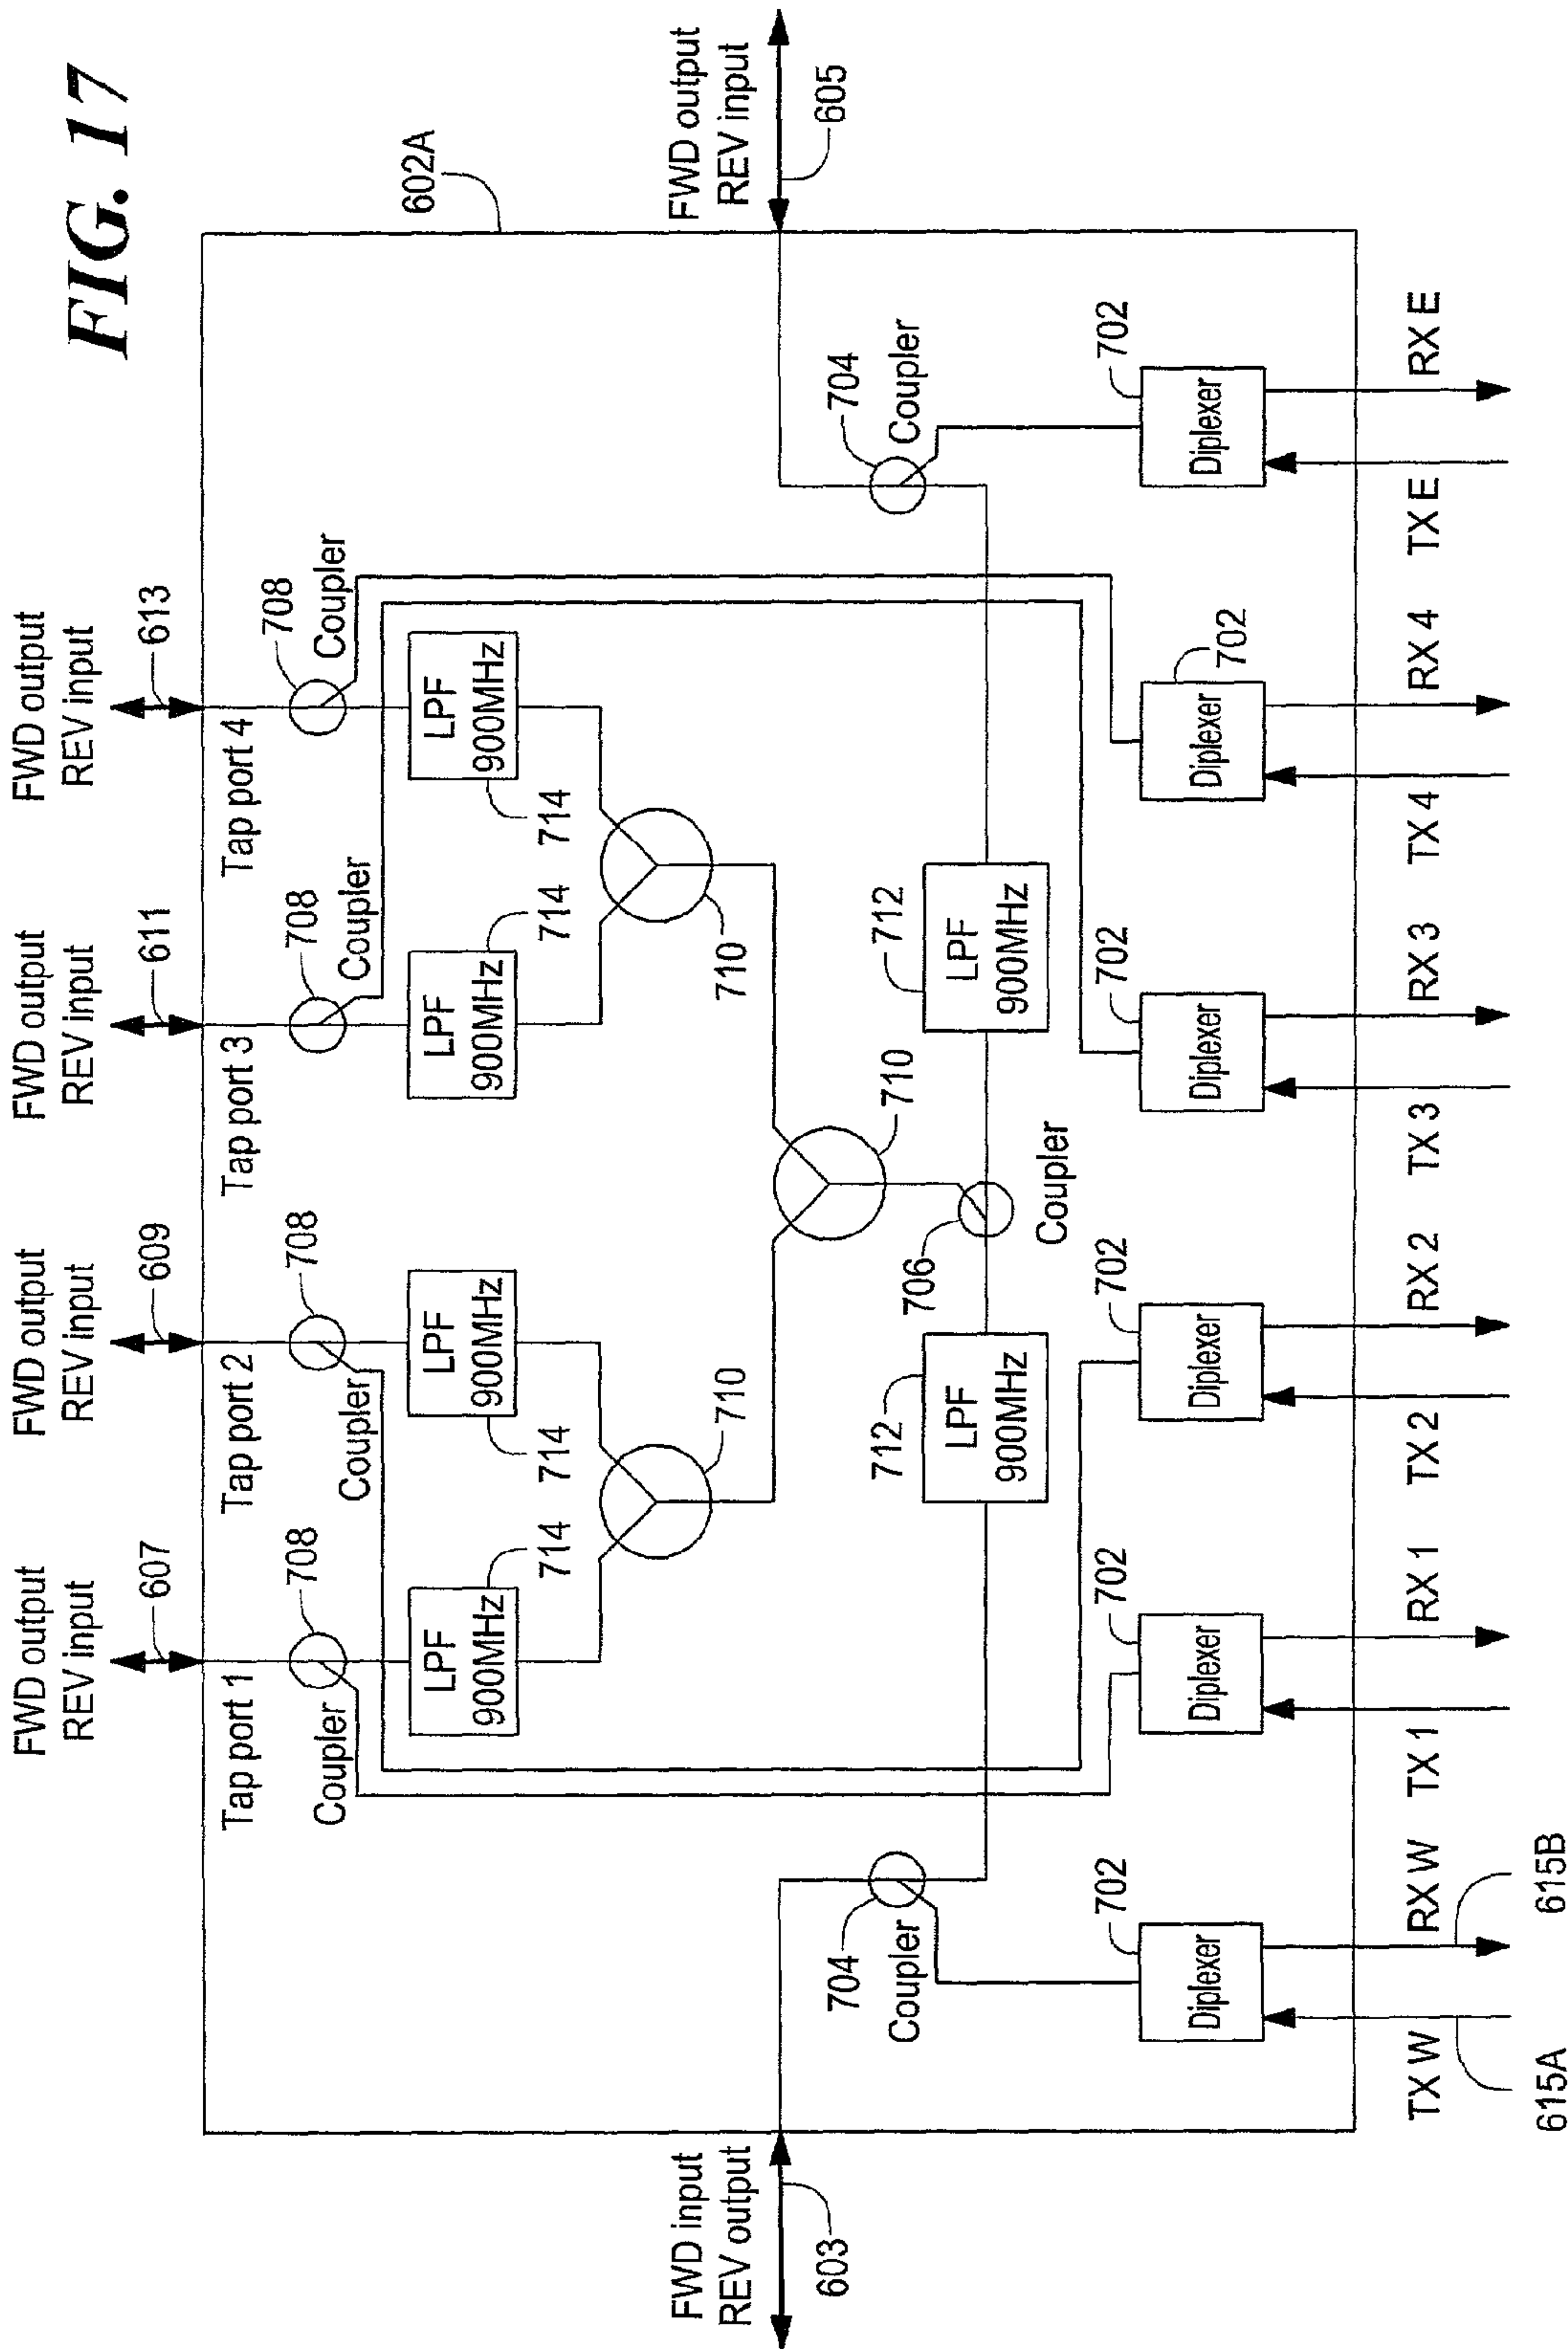 FIG. 17
FWD output
REV input
607
FWD output
REV input
609
FWD output
REV input
611
FWD output
REV input
613
602A
Tap port 1
Tap port 2
Tap port 3
Tap port 4
708
Coupler
708
Coupler
708
Coupler
708
Coupler
LPF
900MHz
714
LPF
900MHz
714
LPF
900MHz
714
LPF
900MHz
714
710
710
710
FWD input
REV output
603
FWD output
REV input
605
704
Coupler
704
Coupler
712
LPF
900MHz
706
Coupler
712
LPF
900MHz
702
Diplexer
702
Diplexer
702
Diplexer
702
Diplexer
702
Diplexer
702
Diplexer
TX W
RX W
TX 1
RX 1
TX 2
RX 2
TX 3
RX 3
TX 4
RX 4
TX E
RX E
615A
615B